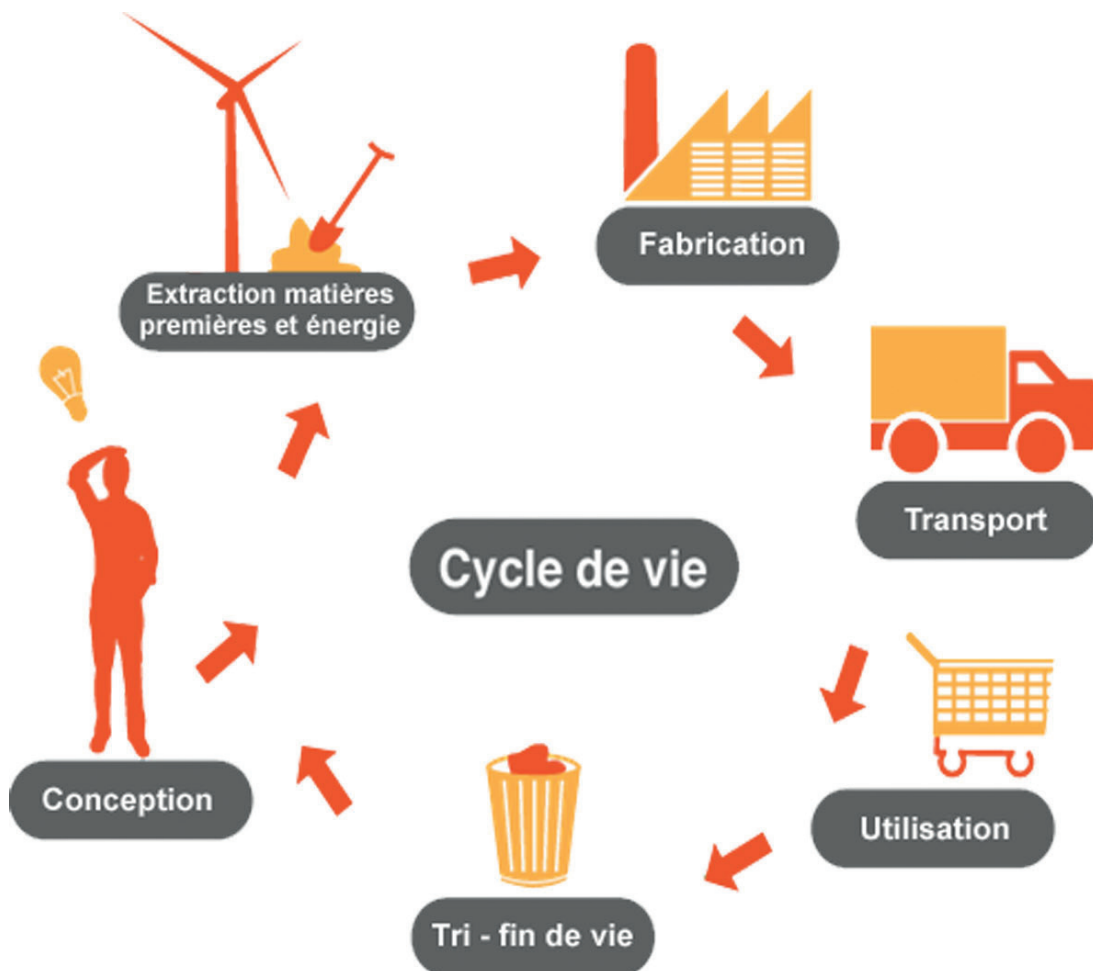 Extraction matières
premières et énergie
Fabrication
Transport
Cycle de vie
Conception
Utilisation
Tri - fin de vie